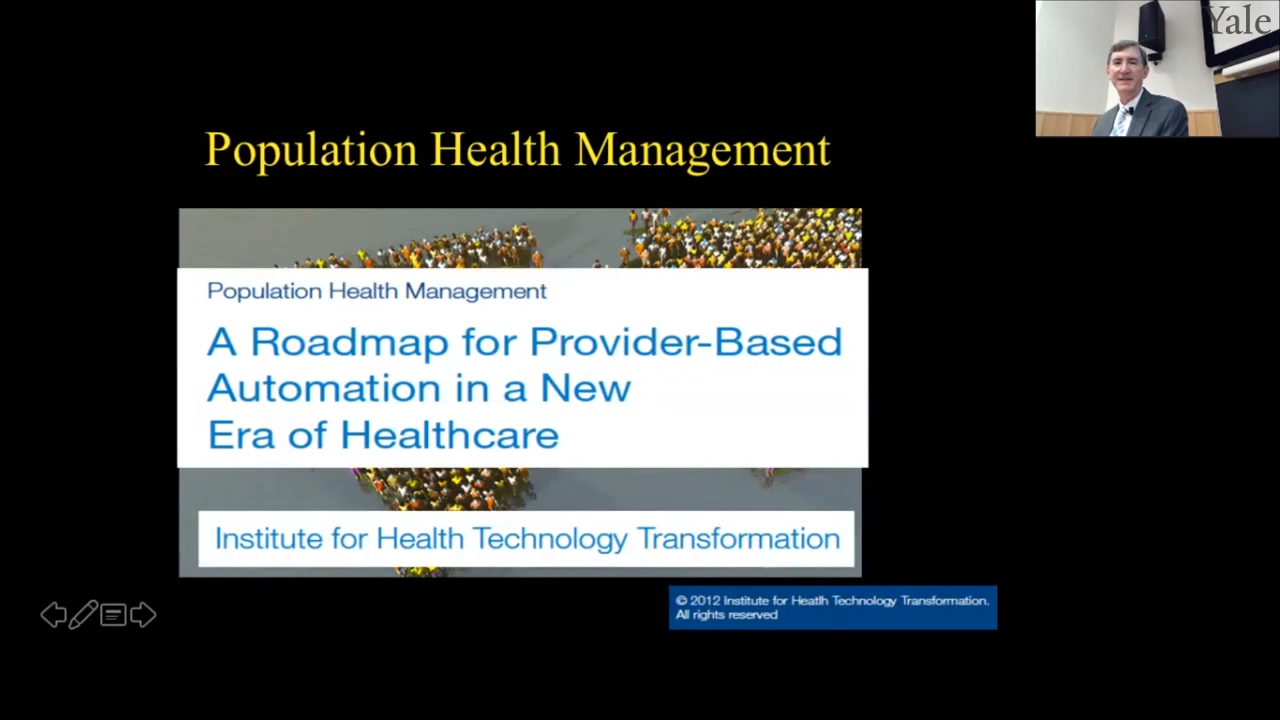 Yale
Population Health Management
Population Health Management
A Roadmap for Provider-Based
Automation in a New
Era of Healthcare
Institute for Health Technology Transformation
© 2012 Institute for Heatlh Technology Transformation.
All rights reserved